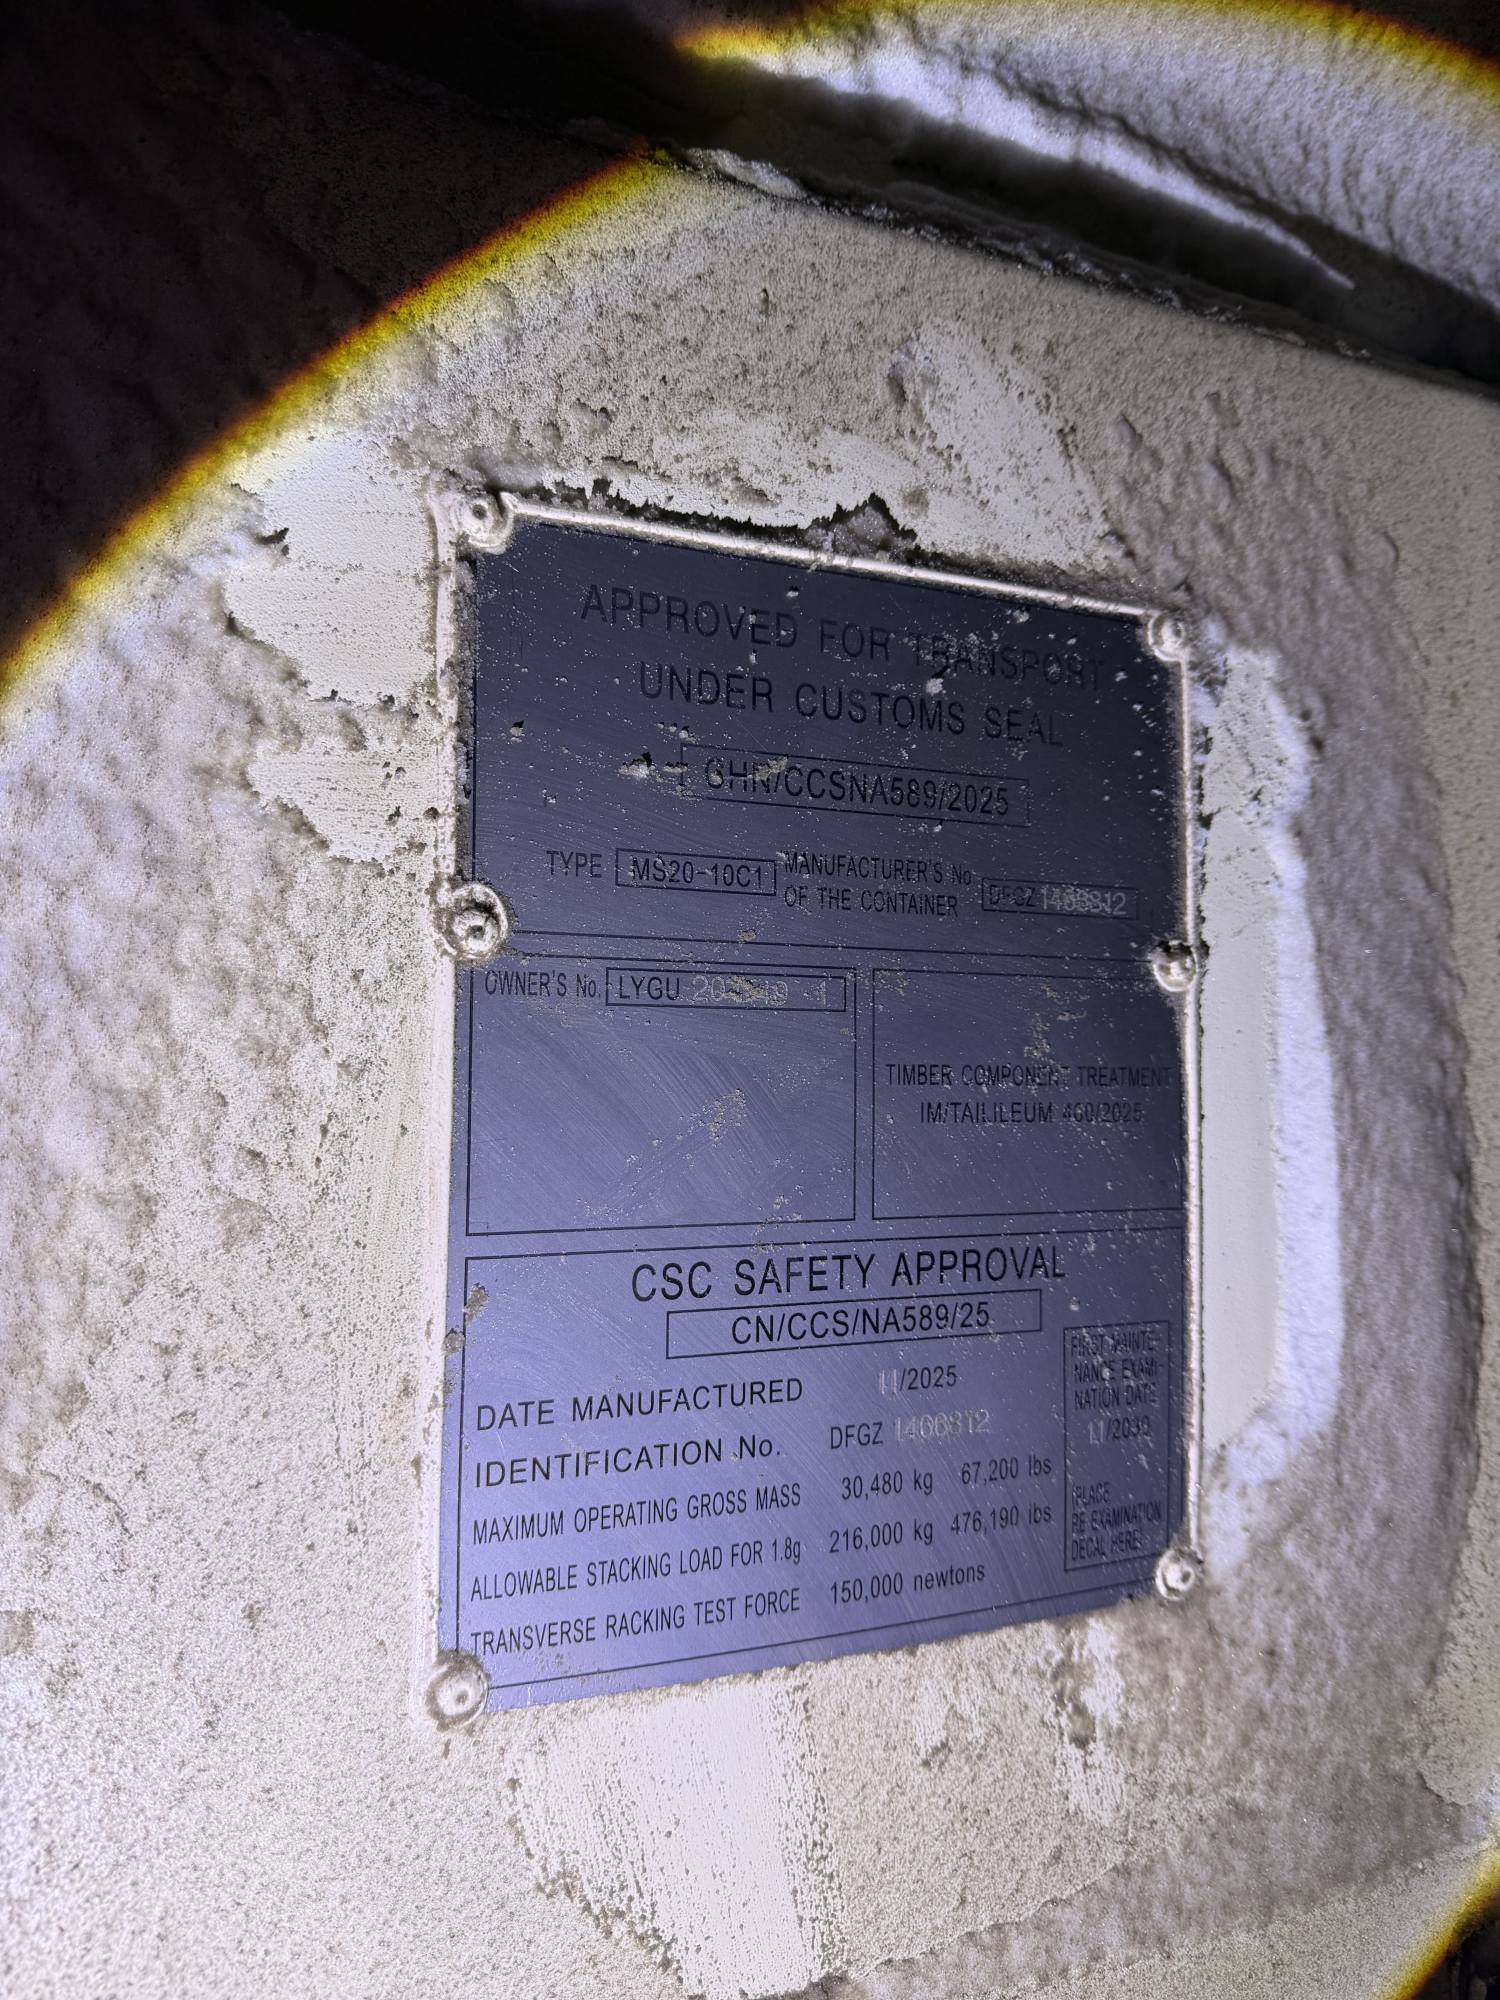 APPROVED FOR TRANSPORT
UNDER CUSTOMS SEAL
/CCSNA589/2025
TYPE MS20-10C1 MANUFACTURER'S No
OF THE CONTAINER
OWNER'S No. LYGU
TIMBER COMPONENT TREATMENT
CSC SAFETY APPROVAL
CN/CCS/NA589/25
DATE MANUFACTURED 11/2025
IDENTIFICATION No. DFGZ
MAXIMUM OPERATING GROSS MASS 30,480 kg 67,200 lbs
ALLOWABLE STACKING LOAD FOR 1.8g 216,000 kg 476,190 lbs
TRANSVERSE RACKING TEST FORCE 150,000 newtons
FIRST MAINTE-
NANCE EXAMI-
NATION DATE
11/2030
(PLACE
RE EXAMINATION
DECAL HERE)